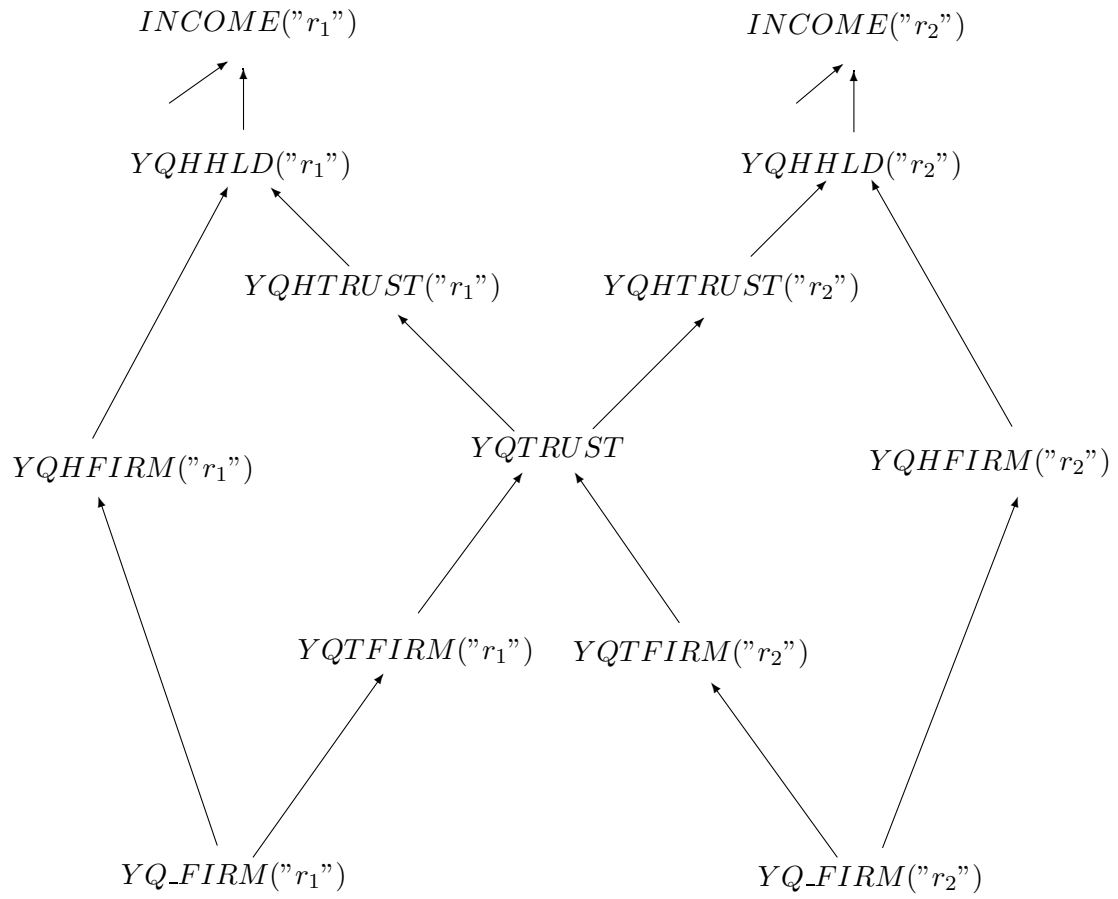 INCOME("r₁") INCOME("r₂")
YQHHLD("r₁") YQHHLD("r₂")
YQHTRUST("r₁") YQHTRUST("r₂")
YQTRUST
YQHFIRM("r₁") YQHFIRM("r₂")
YQTFIRM("r₁") YQTFIRM("r₂")
YQ_FIRM("r₁") YQ_FIRM("r₂")